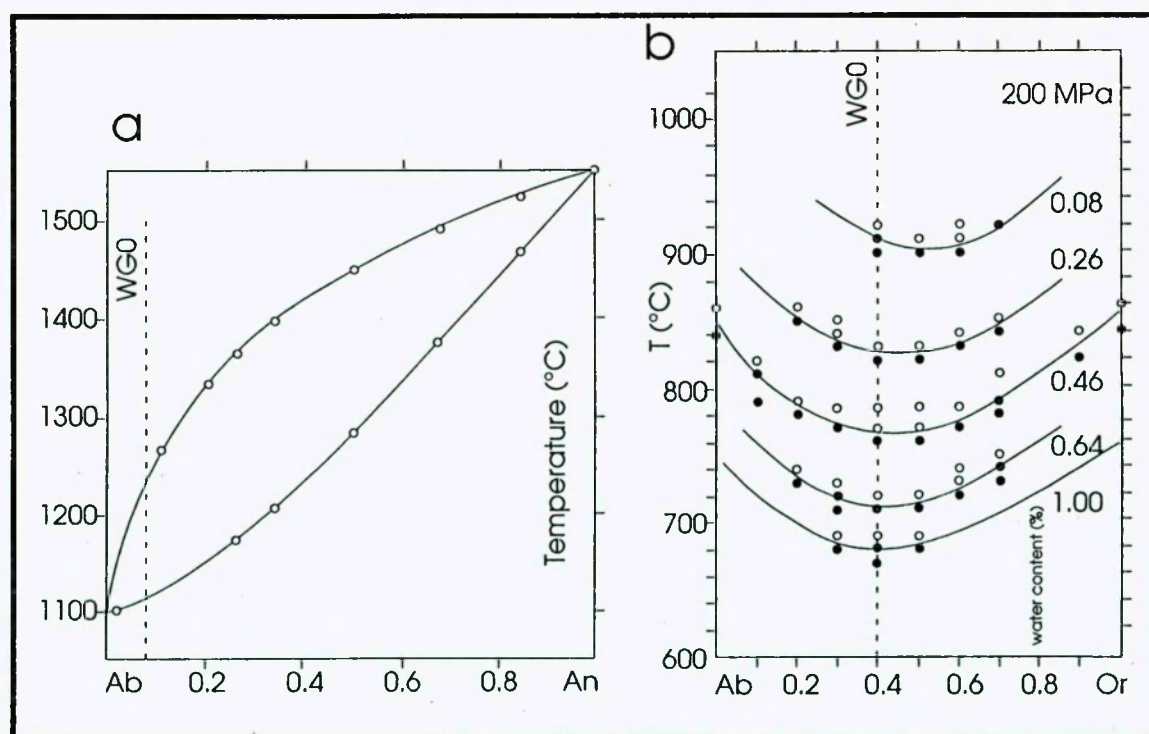 a
1500
1400
1300
1200
1100
WG0
Temperature (°C)
Ab 0.2 0.4 0.6 0.8 An
b
WG0
200 MPa
1000
900
800
700
600
T (°C)
0.08
0.26
0.46
0.64
1.00
water content (%)
Ab 0.2 0.4 0.6 0.8 Or